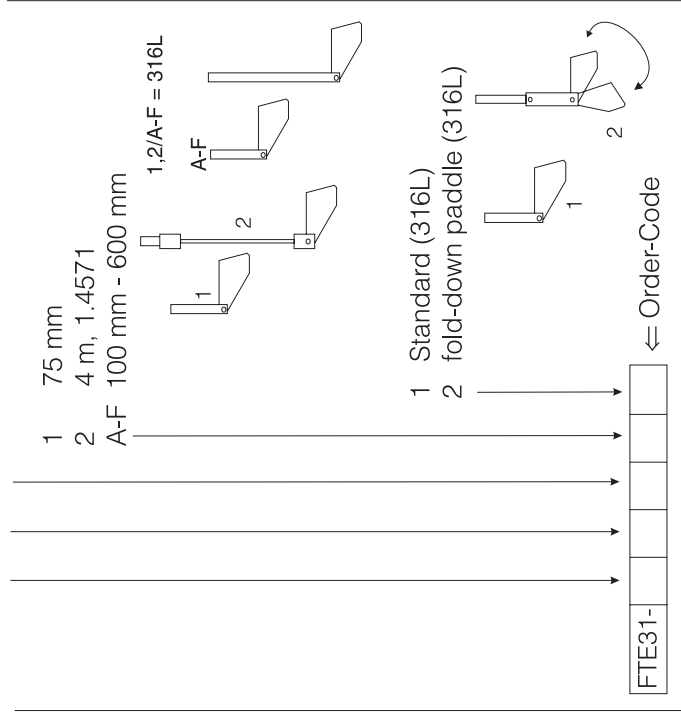 1 75 mm
2 4 m, 1.4571
A-F 100 mm - 600 mm
1,2/A-F = 316L
1
2
A-F
1 Standard (316L)
2 fold-down paddle (316L)
1
2
FTE31-
⇐ Order-Code